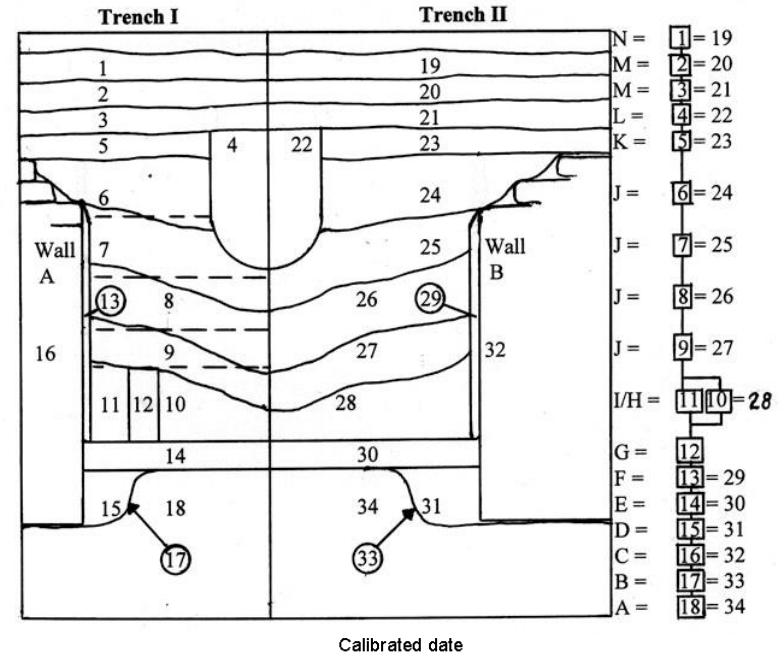 Trench I Trench II
N = 1 = 19
1 19 M = 2 = 20
2 20 M = 3 = 21
3 21 L = 4 = 22
5 4 22 23 K = 5 = 23
6 24 J = 6 = 24
Wall A 7 25 Wall B J = 7 = 25
13 8 26 29 J = 8 = 26
16 9 27 32 J = 9 = 27
11 12 10 28 I/H = 11 10 = 28
14 30 G = 12
F = 13 = 29
15 18 34 31 E = 14 = 30
D = 15 = 31
17 33 C = 16 = 32
B = 17 = 33
A = 18 = 34
Calibrated date